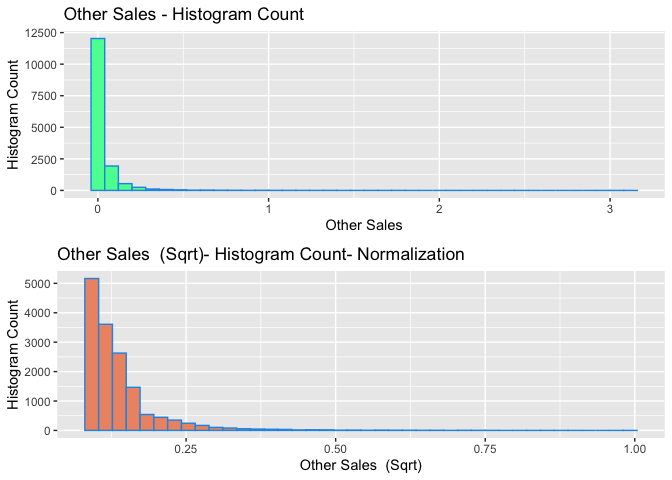 Other Sales - Histogram Count
Histogram Count
12500
10000
7500
5000
2500
0
0 1 2 3
Other Sales
Other Sales  (Sqrt)- Histogram Count- Normalization
Histogram Count
5000
4000
3000
2000
1000
0
0.25 0.50 0.75 1.00
Other Sales  (Sqrt)